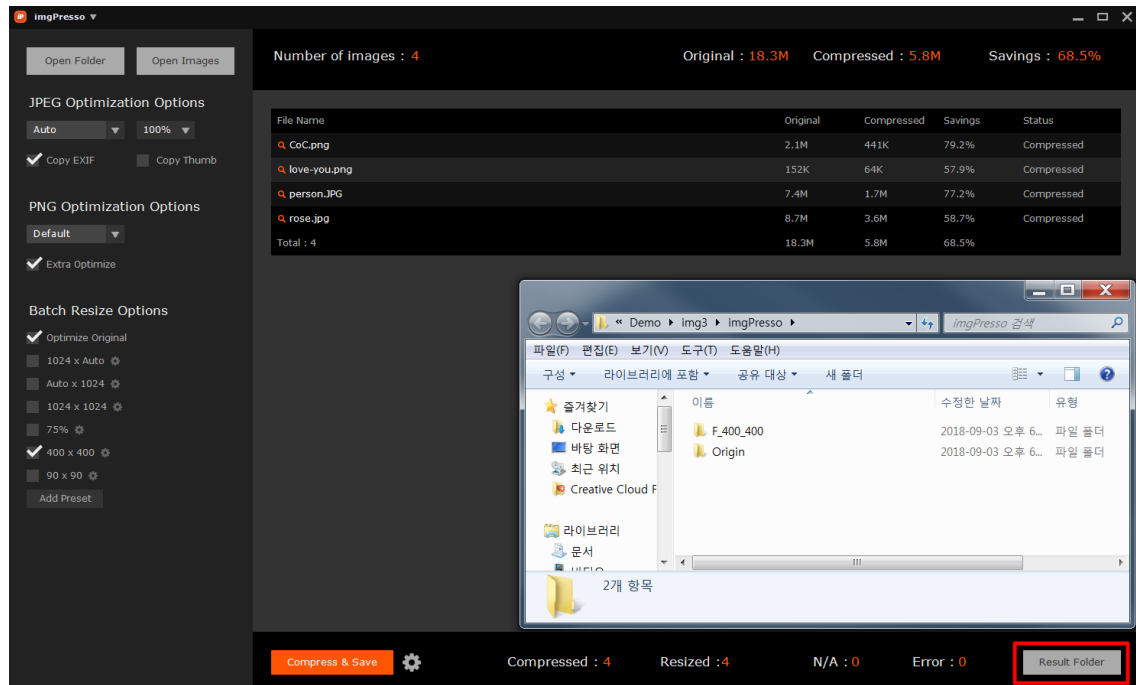 imgPresso ▼
Open Folder Open Images
JPEG Optimization Options
Auto 100%
Copy EXIF Copy Thumb
PNG Optimization Options
Default
Extra Optimize
Batch Resize Options
Optimize Original
1024 x Auto
Auto x 1024
1024 x 1024
75%
400 x 400
90 x 90
Add Preset
Number of images : 4 Original : 18.3M Compressed : 5.8M Savings : 68.5%
File Name Original Compressed Savings Status
CoC.png 2.1M 441K 79.2% Compressed
love-you.png 152K 64K 57.9% Compressed
person.JPG 7.4M 1.7M 77.2% Compressed
rose.jpg 8.7M 3.6M 58.7% Compressed
Total : 4 18.3M 5.8M 68.5%
« Demo ▸ img3 ▸ imgPresso ▸ imgPresso 검색
파일(F) 편집(E) 보기(V) 도구(T) 도움말(H)
구성 라이브러리에 포함 공유 대상 새 폴더
즐겨찾기
다운로드
바탕 화면
최근 위치
Creative Cloud F
라이브러리
문서
이름 수정한 날짜 유형
F_400_400 2018-09-03 오후 6... 파일 폴더
Origin 2018-09-03 오후 6... 파일 폴더
2개 항목
Compress & Save Compressed : 4 Resized :4 N/A : 0 Error : 0 Result Folder